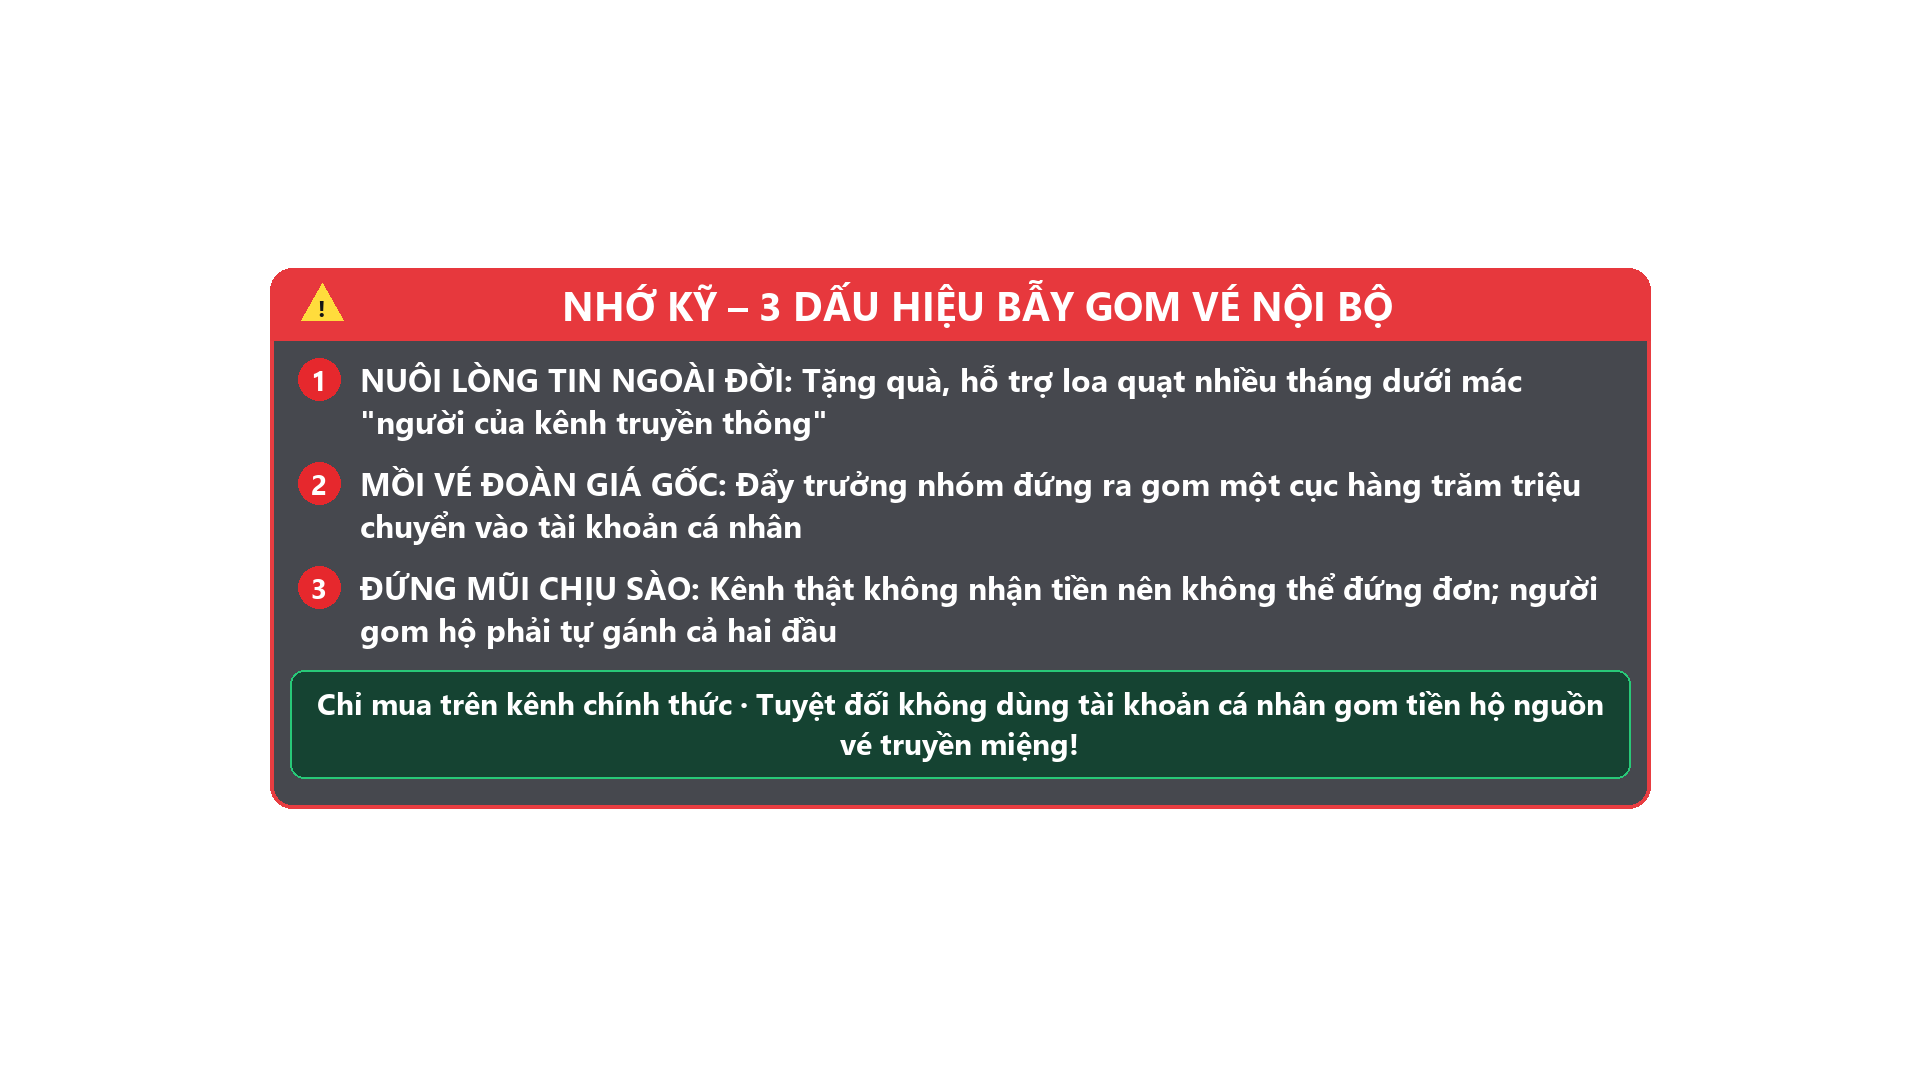 NHỚ KỸ – 3 DẤU HIỆU BẪY GOM VÉ NỘI BỘ
1 NUÔI LÒNG TIN NGOÀI ĐỜI: Tặng quà, hỗ trợ loa quạt nhiều tháng dưới mác
"người của kênh truyền thông"
2 MỒI VÉ ĐOÀN GIÁ GỐC: Đẩy trưởng nhóm đứng ra gom một cục hàng trăm triệu
chuyển vào tài khoản cá nhân
3 ĐỨNG MŨI CHỊU SÀO: Kênh thật không nhận tiền nên không thể đứng đơn; người
gom hộ phải tự gánh cả hai đầu
Chỉ mua trên kênh chính thức · Tuyệt đối không dùng tài khoản cá nhân gom tiền hộ nguồn
vé truyền miệng!